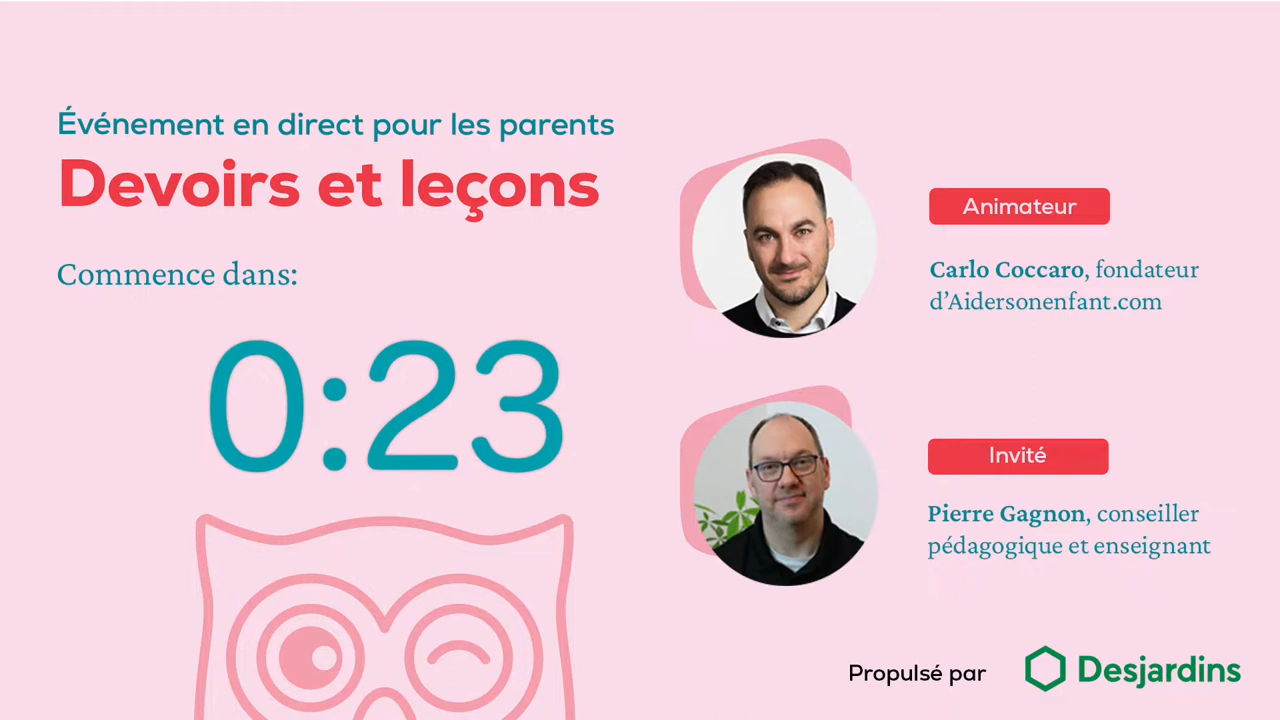 Événement en direct pour les parents
Devoirs et leçons
Commence dans:
0:23
Animateur
Carlo Coccaro, fondateur
d’Aidersonenfant.com
Invité
Pierre Gagnon, conseiller
pédagogique et enseignant
Propulsé par
Desjardins